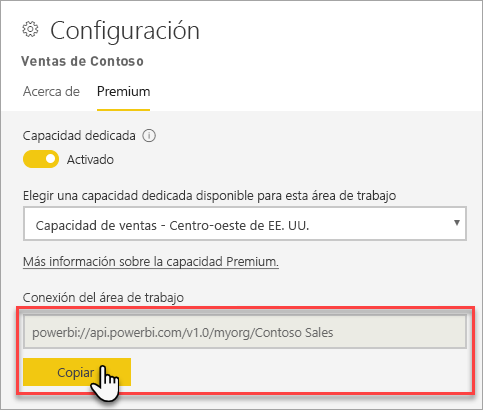 Configuración
Ventas de Contoso
Acerca de Premium
Capacidad dedicada
Activado
Elegir una capacidad dedicada disponible para esta área de trabajo
Capacidad de ventas - Centro-oeste de EE. UU.
Más información sobre la capacidad Premium.
Conexión del área de trabajo
powerbi://api.powerbi.com/v1.0/myorg/Contoso Sales
Copiar